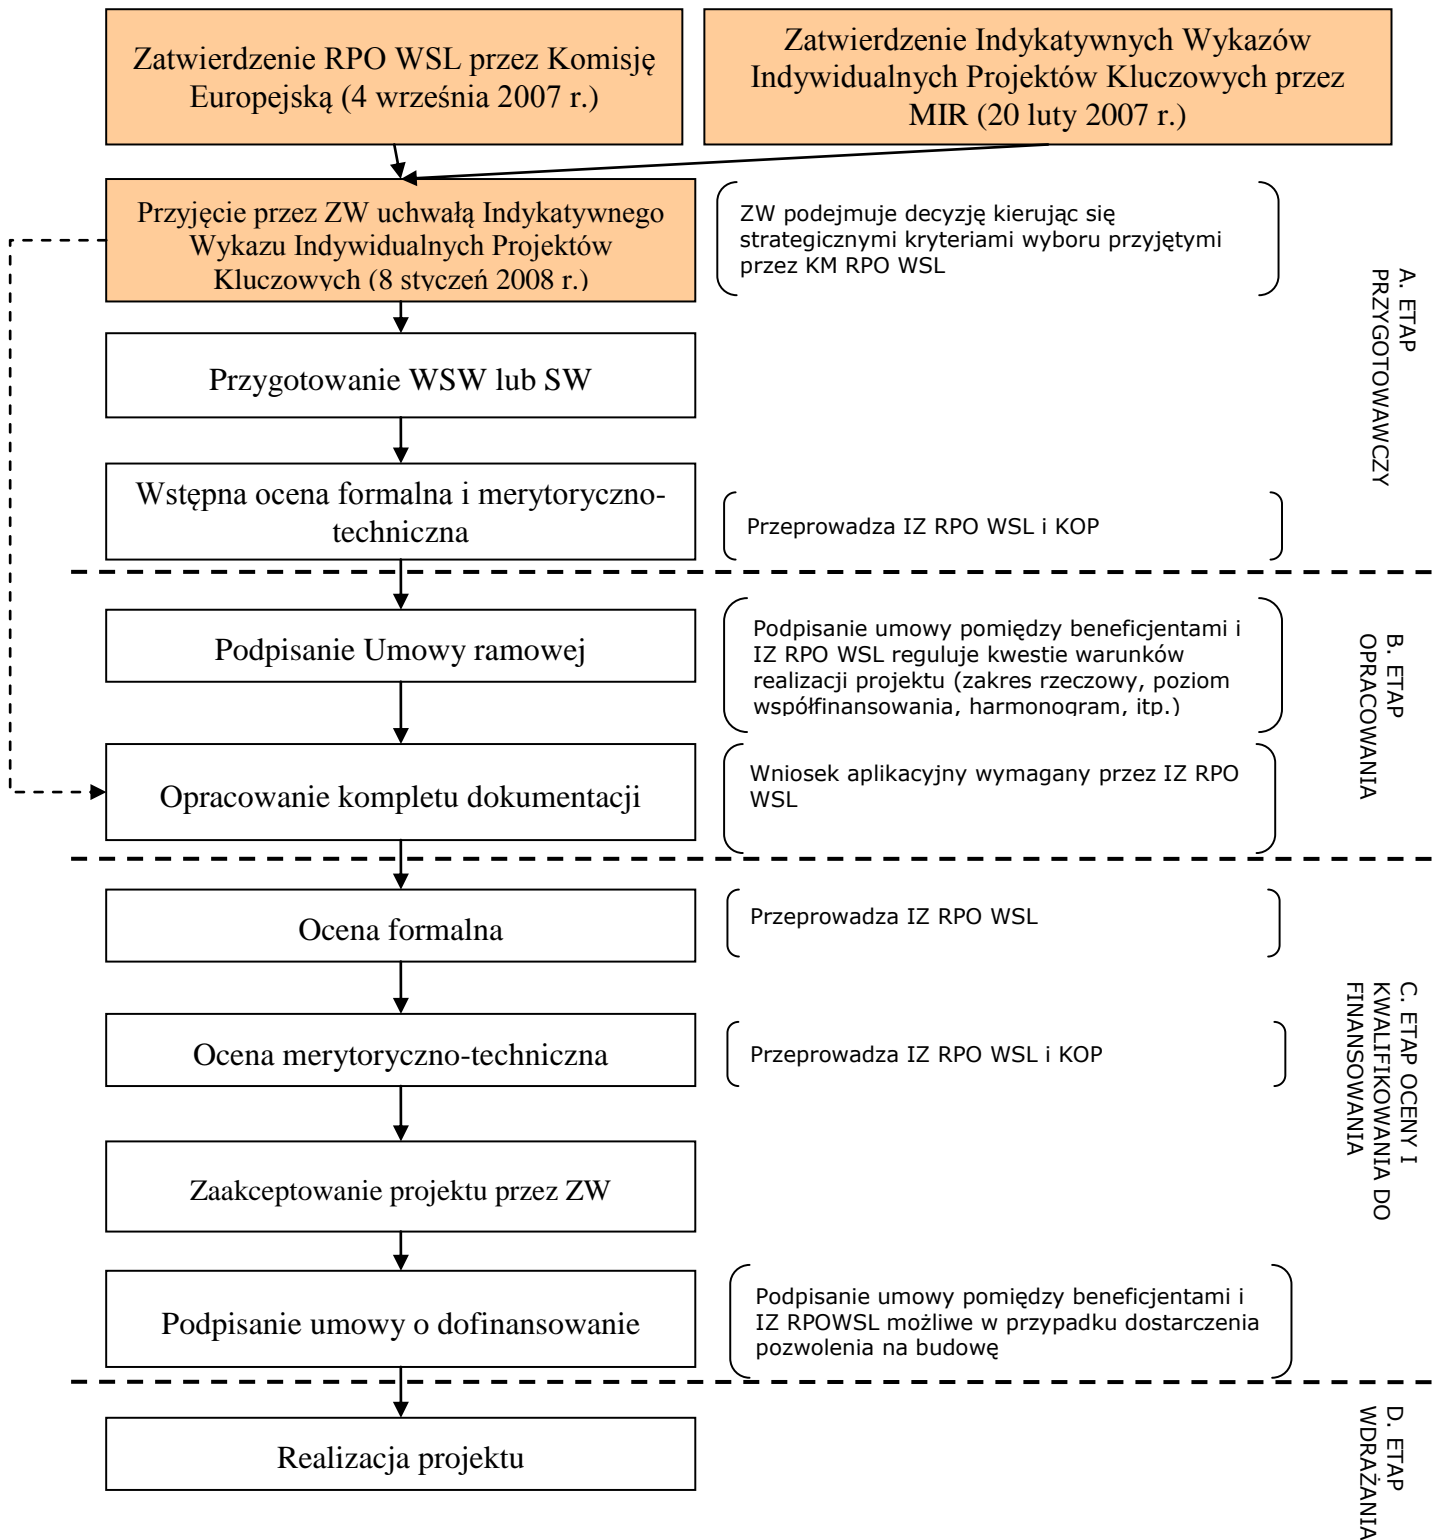 Zatwierdzenie RPO WSL przez Komisję
Europejską (4 września 2007 r.)
Zatwierdzenie Indykatywnych Wykazów
Indywidualnych Projektów Kluczowych przez
MIR (20 luty 2007 r.)
Przyjęcie przez ZW uchwałą Indykatywnego
Wykazu Indywidualnych Projektów
Kluczowych (8 styczeń 2008 r.)
ZW podejmuje decyzję kierując się
strategicznymi kryteriami wyboru przyjętymi
przez KM RPO WSL
A. ETAP
PRZYGOTOWAWCZY
Przygotowanie WSW lub SW
Wstępna ocena formalna i merytoryczno-
techniczna
Przeprowadza IZ RPO WSL i KOP
Podpisanie Umowy ramowej
Podpisanie umowy pomiędzy beneficjentami i
IZ RPO WSL reguluje kwestie warunków
realizacji projektu (zakres rzeczowy, poziom
współfinansowania, harmonogram, itp.)
B. ETAP
OPRACOWANIA
Opracowanie kompletu dokumentacji
Wniosek aplikacyjny wymagany przez IZ RPO
WSL
Ocena formalna
Przeprowadza IZ RPO WSL
C. ETAP OCENY I
KWALIFIKOWANIA DO
FINANSOWANIA
Ocena merytoryczno-techniczna
Przeprowadza IZ RPO WSL i KOP
Zaakceptowanie projektu przez ZW
Podpisanie umowy o dofinansowanie
Podpisanie umowy pomiędzy beneficjentami i
IZ RPOWSL możliwe w przypadku dostarczenia
pozwolenia na budowę
Realizacja projektu
D. ETAP
WDRAŻANIA